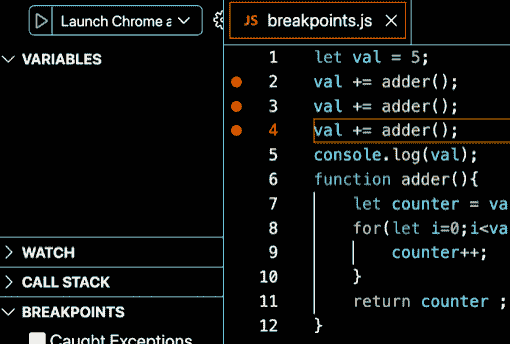 Launch Chrome a
JS breakpoints.js
VARIABLES
1 let val = 5;
2 val += adder();
3 val += adder();
4 val += adder();
5 console.log(val);
6 function adder(){
7 let counter = va
8 for(let i=0;i<va
9 counter++;
10 }
11 return counter ;
12 }
WATCH
CALL STACK
BREAKPOINTS
Caught Exceptions